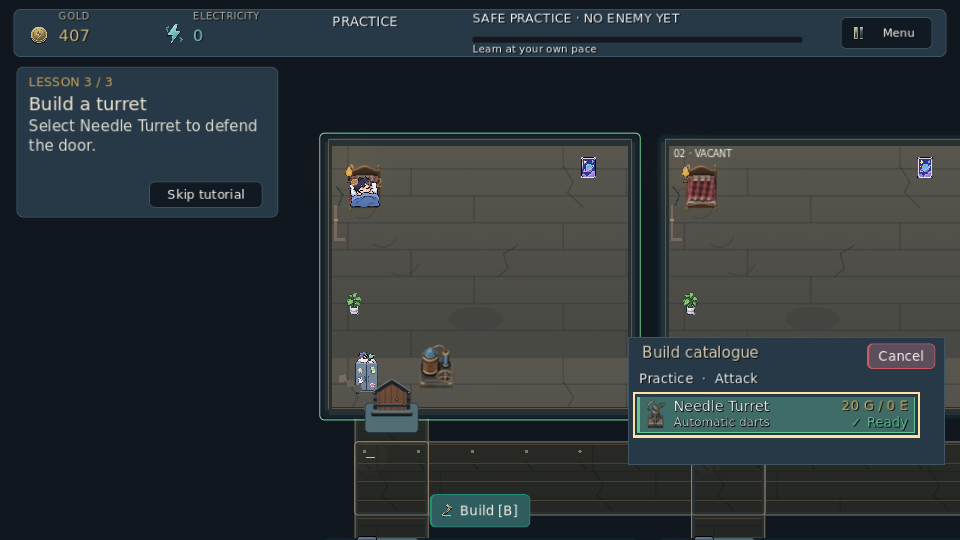 GOLD
407
ELECTRICITY
0
PRACTICE
SAFE PRACTICE · NO ENEMY YET
Learn at your own pace
Menu
LESSON 3 / 3
Build a turret
Select Needle Turret to defend
the door.
Skip tutorial
02 · VACANT
Build catalogue
Cancel
Practice · Attack
Needle Turret
20 G / 0 E
Automatic darts
✓ Ready
Build [B]